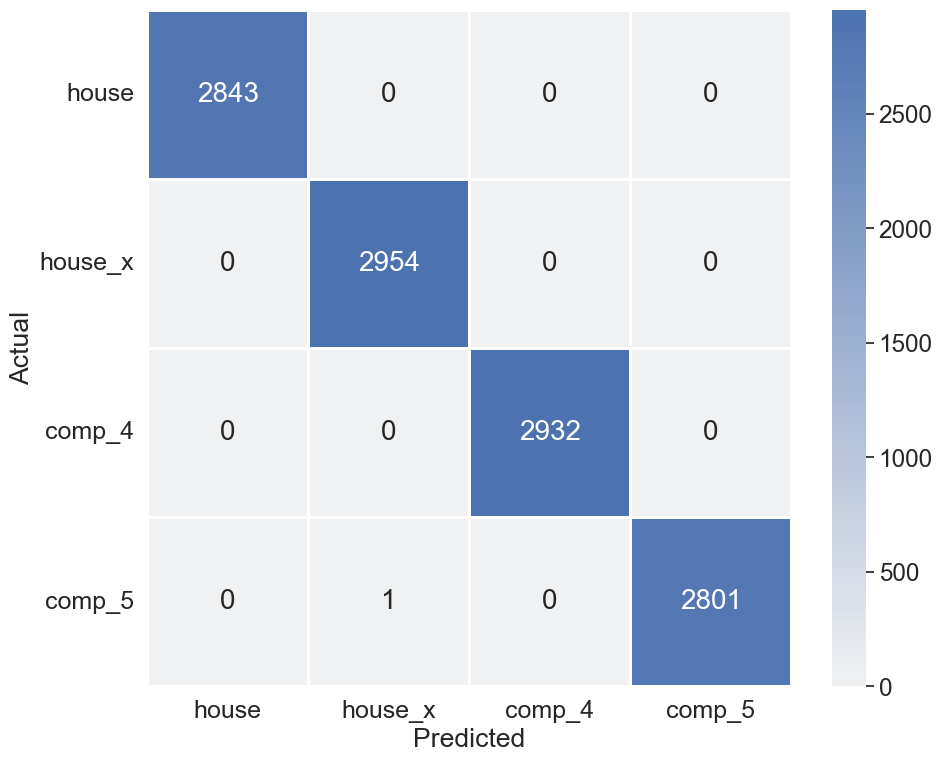 house 2843 0 0 0
house_x 0 2954 0 0
comp_4 0 0 2932 0
comp_5 0 1 0 2801
house house_x comp_4 comp_5
Predicted
Actual
2500
2000
1500
1000
500
0